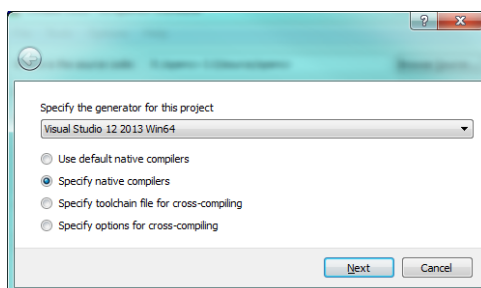 Specify the generator for this project
Visual Studio 12 2013 Win64
Use default native compilers
Specify native compilers
Specify toolchain file for cross-compiling
Specify options for cross-compiling
Next
Cancel